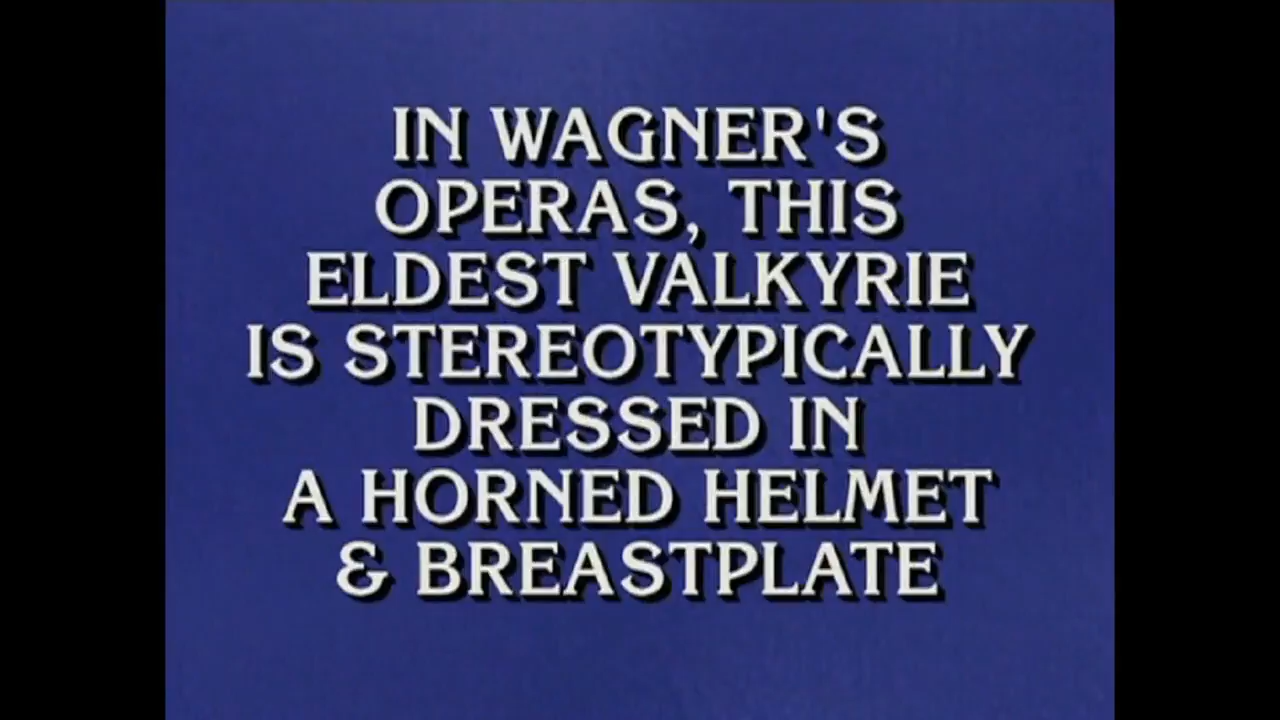 IN WAGNER'S
OPERAS, THIS
ELDEST VALKYRIE
IS STEREOTYPICALLY
DRESSED IN
A HORNED HELMET
& BREASTPLATE